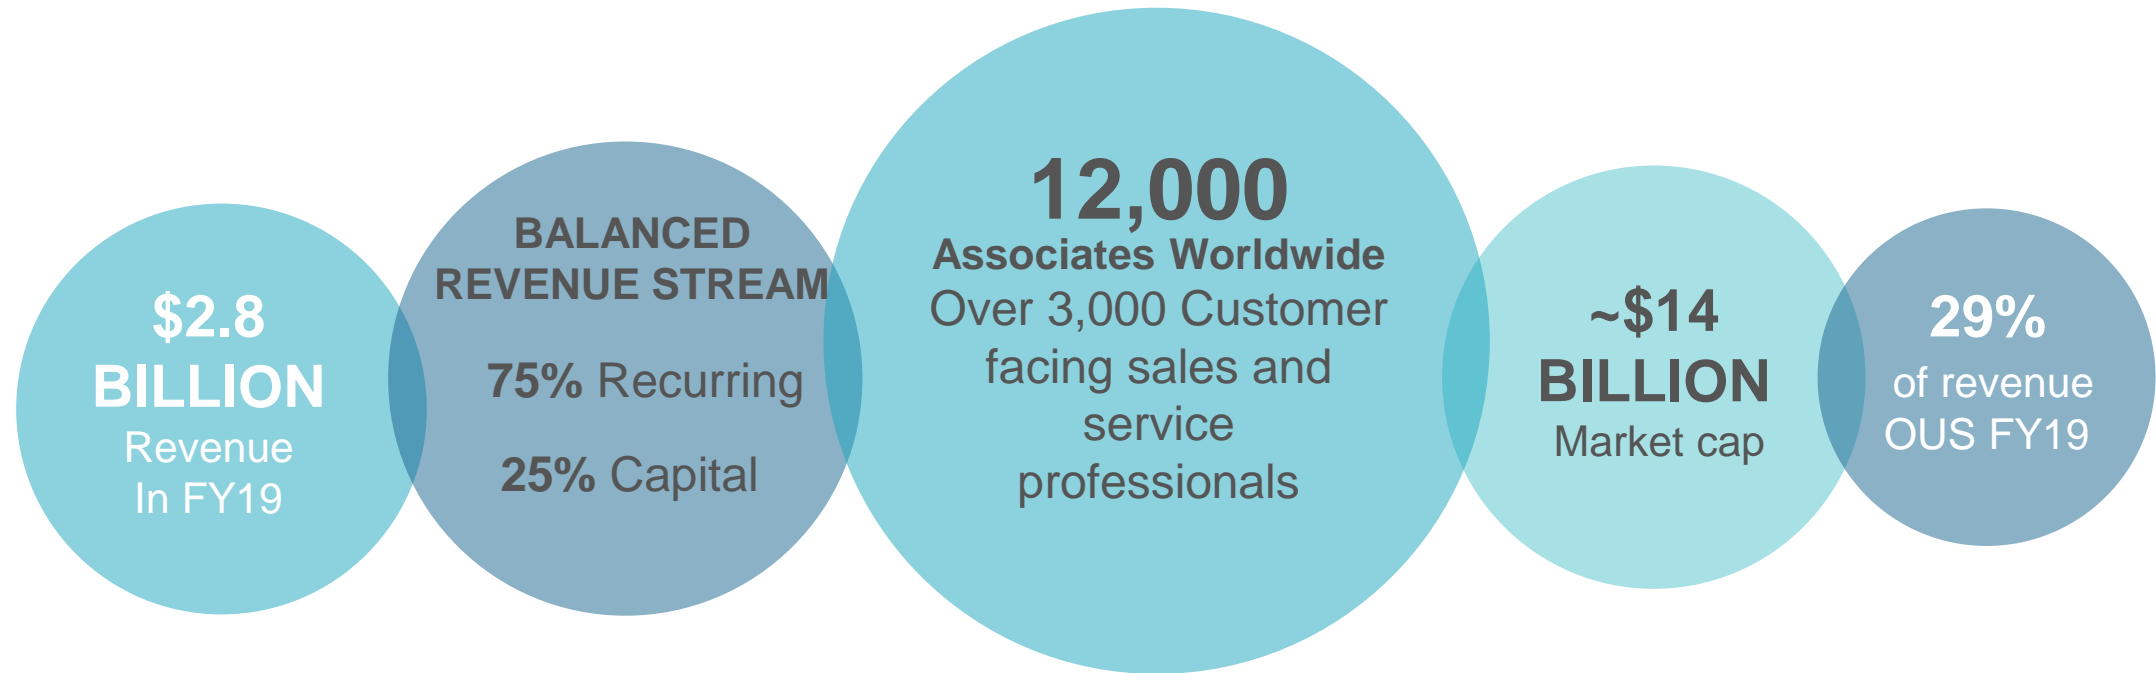 $2.8
BILLION
Revenue
In FY19
BALANCED
REVENUE STREAM
75% Recurring
25% Capital
12,000
Associates Worldwide
Over 3,000 Customer
facing sales and
service
professionals
~$14
BILLION
Market cap
29%
of revenue
OUS FY19